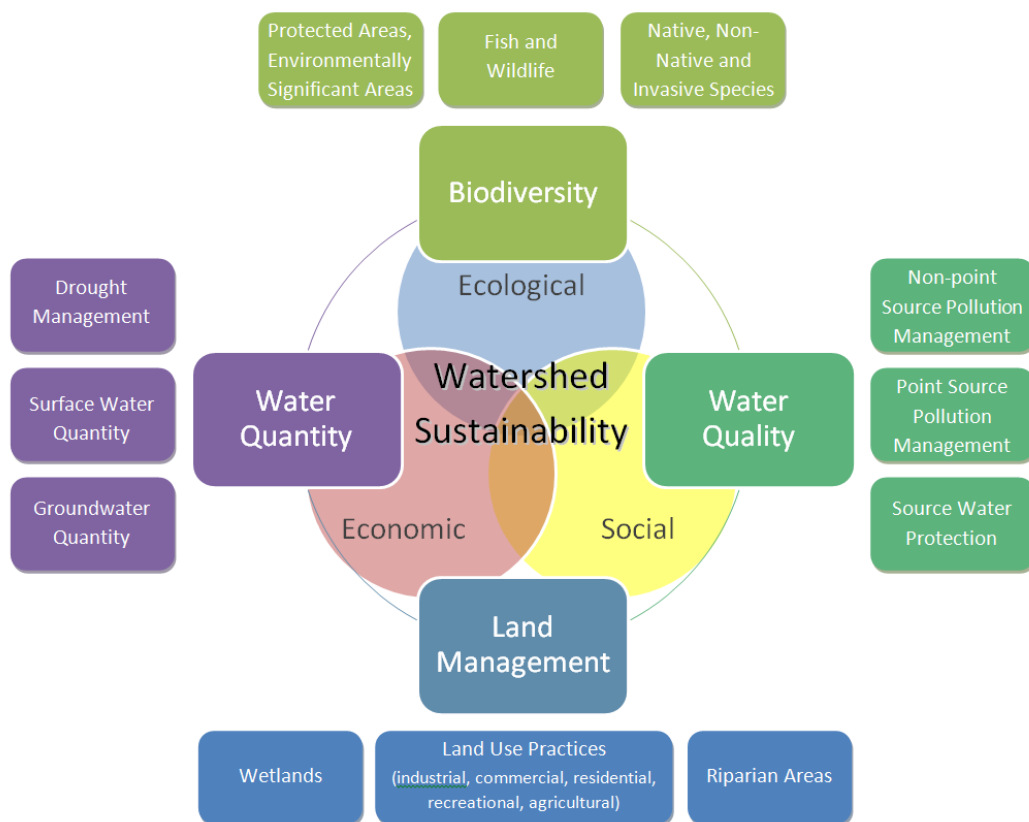 Protected Areas,
Environmentally
Significant Areas
Fish and
Wildlife
Native, Non-
Native and
Invasive Species
Biodiversity
Ecological
Drought
Management
Surface Water
Quantity
Groundwater
Quantity
Water
Quantity
Watershed
Sustainability
Water
Quality
Non-point
Source Pollution
Management
Point Source
Pollution
Management
Source Water
Protection
Economic
Social
Land
Management
Wetlands
Land Use Practices
(industrial, commercial, residential,
recreational, agricultural)
Riparian Areas